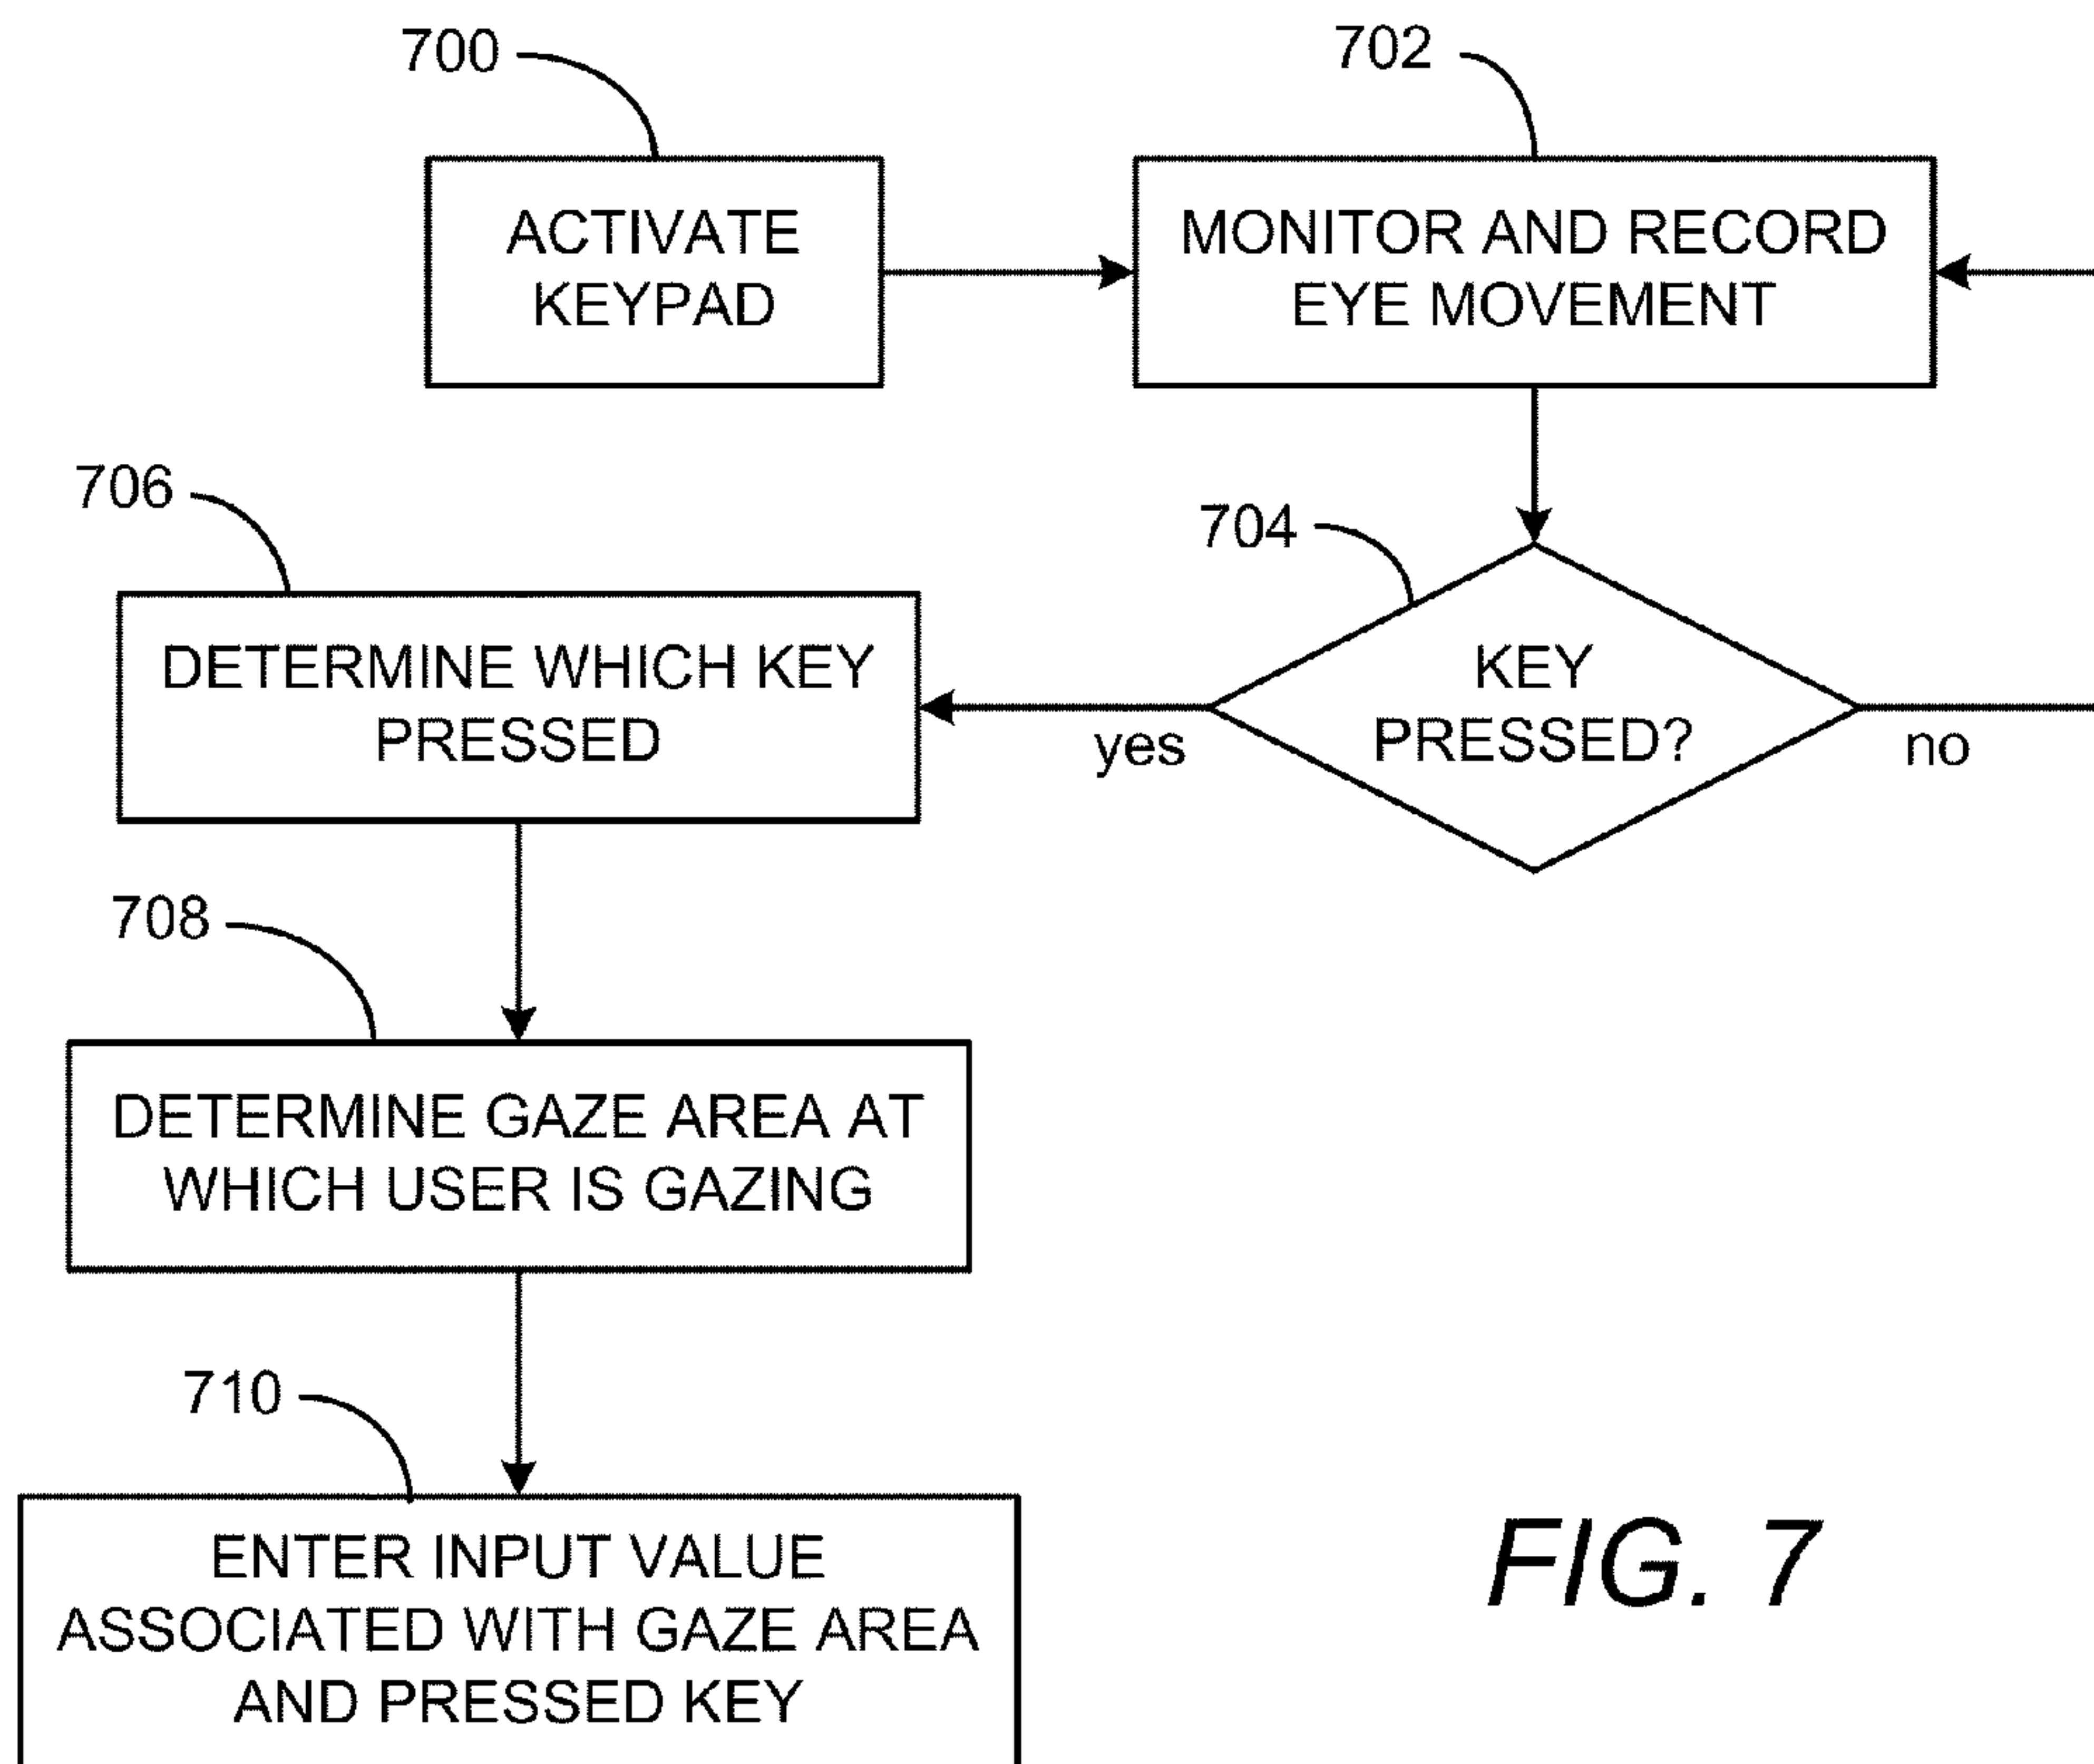 700
ACTIVATE
KEYPAD
702
MONITOR AND RECORD
EYE MOVEMENT
704
KEY
PRESSED?
yes
no
706
DETERMINE WHICH KEY
PRESSED
708
DETERMINE GAZE AREA AT
WHICH USER IS GAZING
710
ENTER INPUT VALUE
ASSOCIATED WITH GAZE AREA
AND PRESSED KEY
FIG. 7